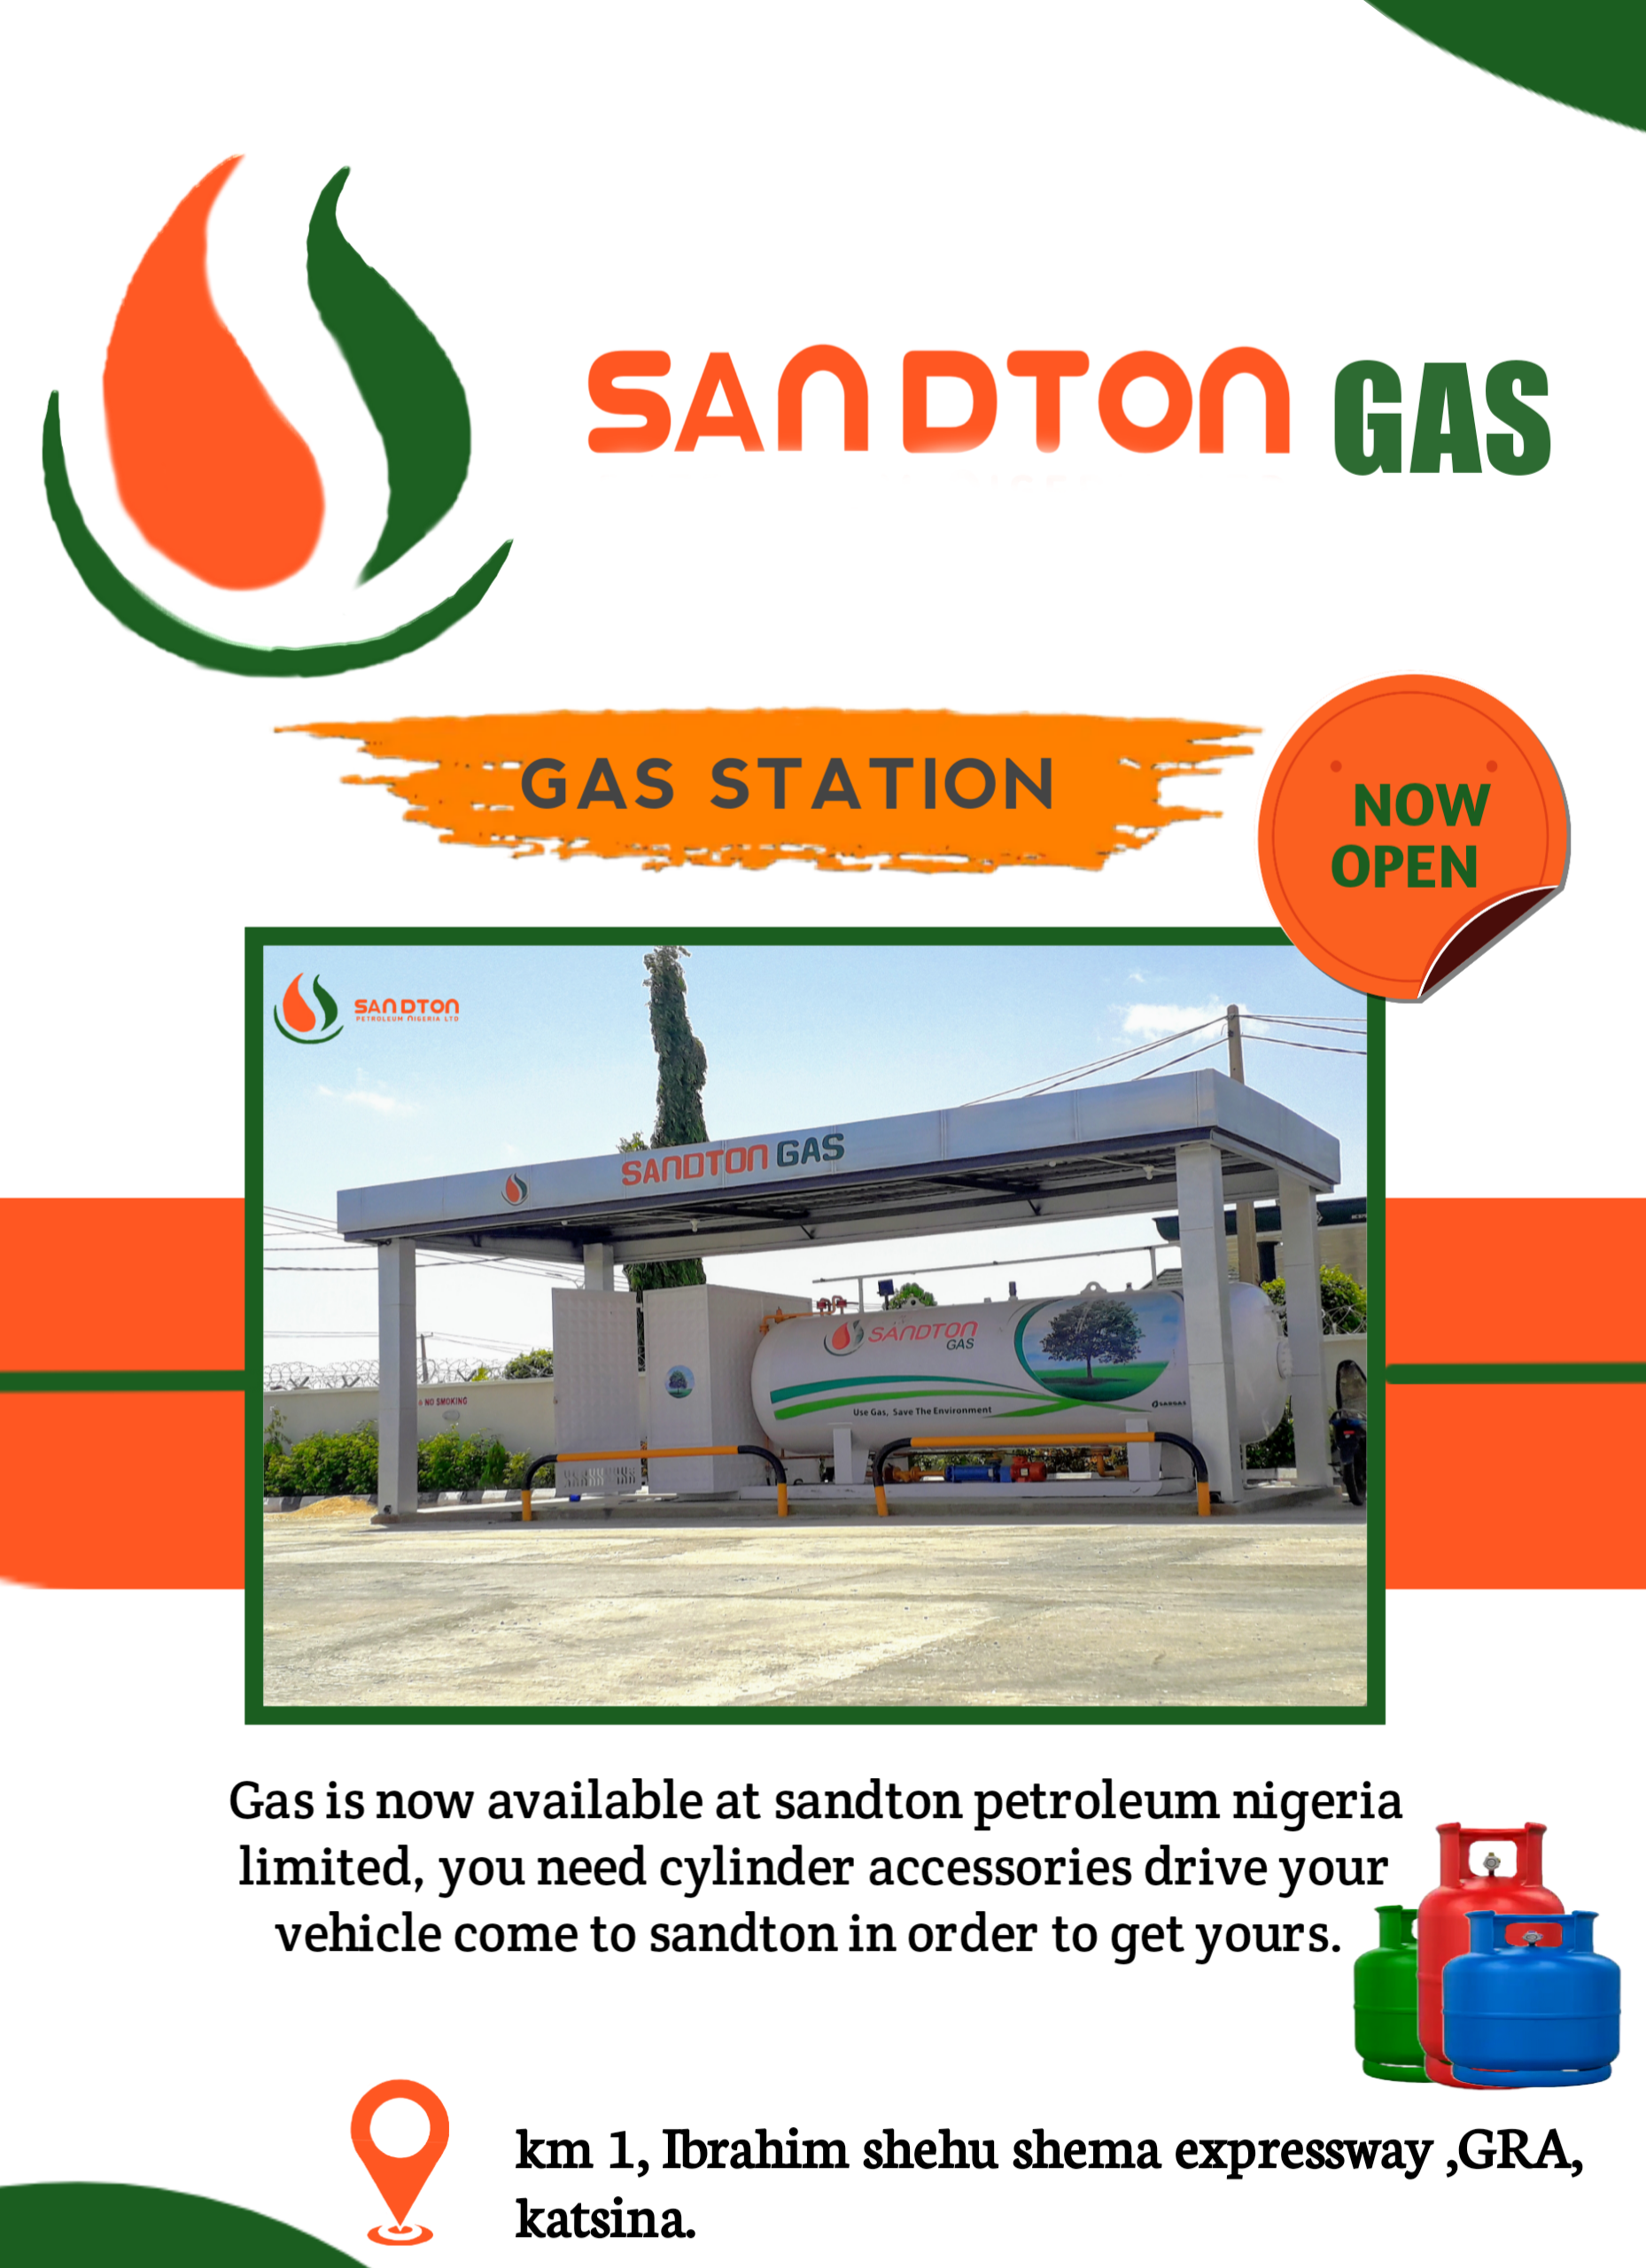 SANDTON GAS
GAS STATION
NOW
OPEN
SANDTON
PETROLEUM NIGERIA LTD
SANDTON GAS
SANDTON
GAS
Use Gas, Save The Environment
NO SMOKING
Gas is now available at sandton petroleum nigeria
limited, you need cylinder accessories drive your
vehicle come to sandton in order to get yours.
km 1, Ibrahim shehu shema expressway ,GRA,
katsina.